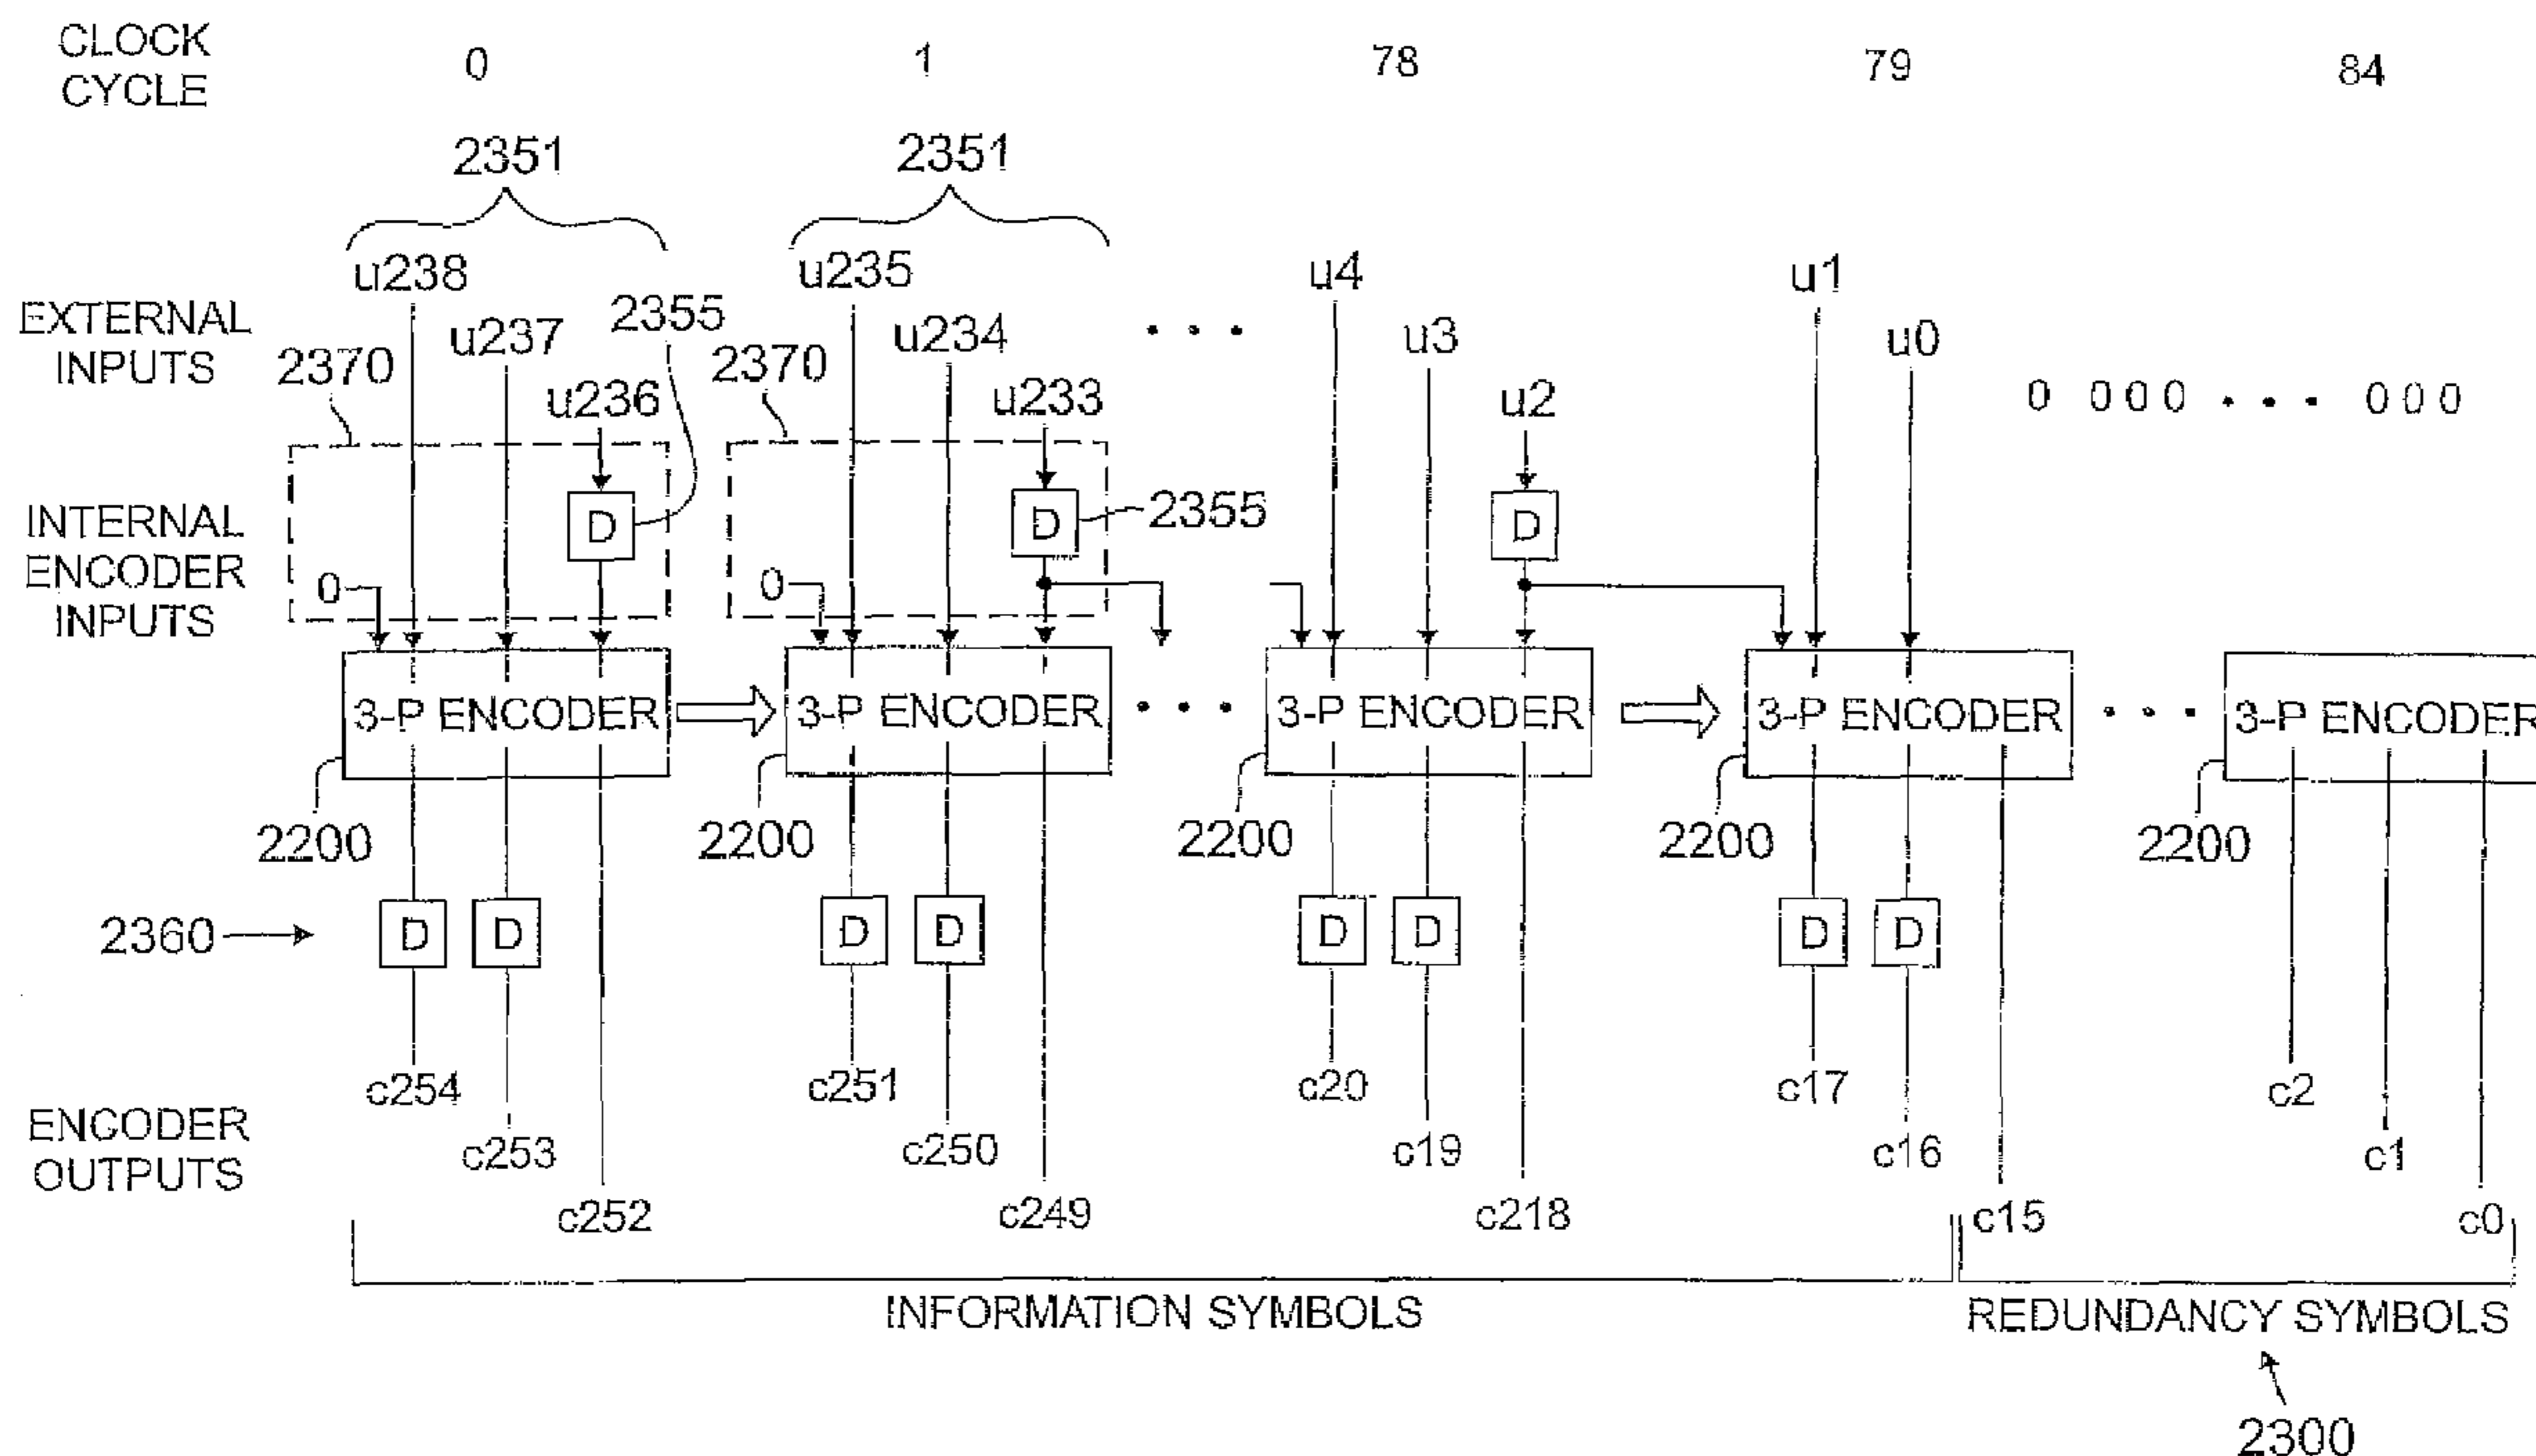 CLOCK CYCLE 0 1 78 79 84
2351 2351
u238 u235 u4 u1
EXTERNAL INPUTS
2370 u237 2355 2370 u234 u3 u0
u236 u233 u2 0 000 ... 000
INTERNAL ENCODER INPUTS
D D 2355 D
0 0
3-P ENCODER 3-P ENCODER ... 3-P ENCODER 3-P ENCODER ... 3-P ENCODER
2200 2200 2200 2200 2200
2360 D D D D D D D D
c254 c251 c20 c17 c2
ENCODER OUTPUTS
c253 c250 c19 c16 c1
c252 c249 c218 c15 c0
INFORMATION SYMBOLS REDUNDANCY SYMBOLS
2300